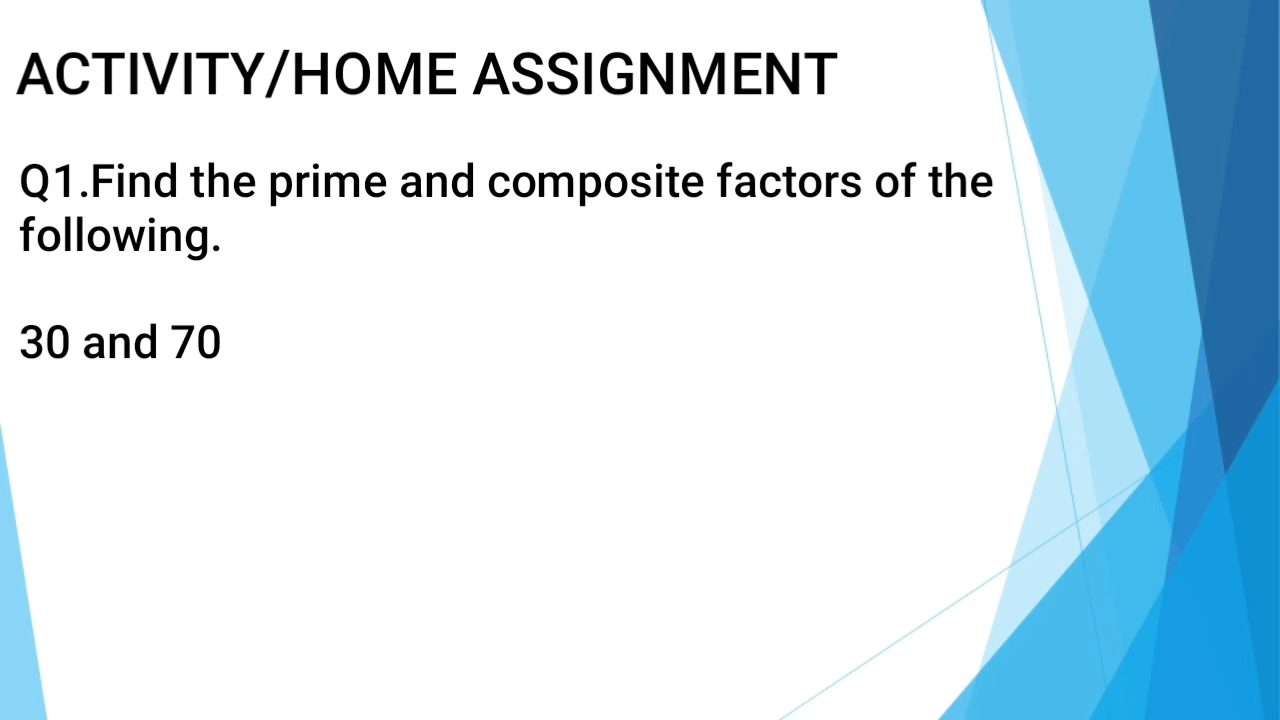 ACTIVITY/HOME ASSIGNMENT
Q1.Find the prime and composite factors of the
following.
30 and 70